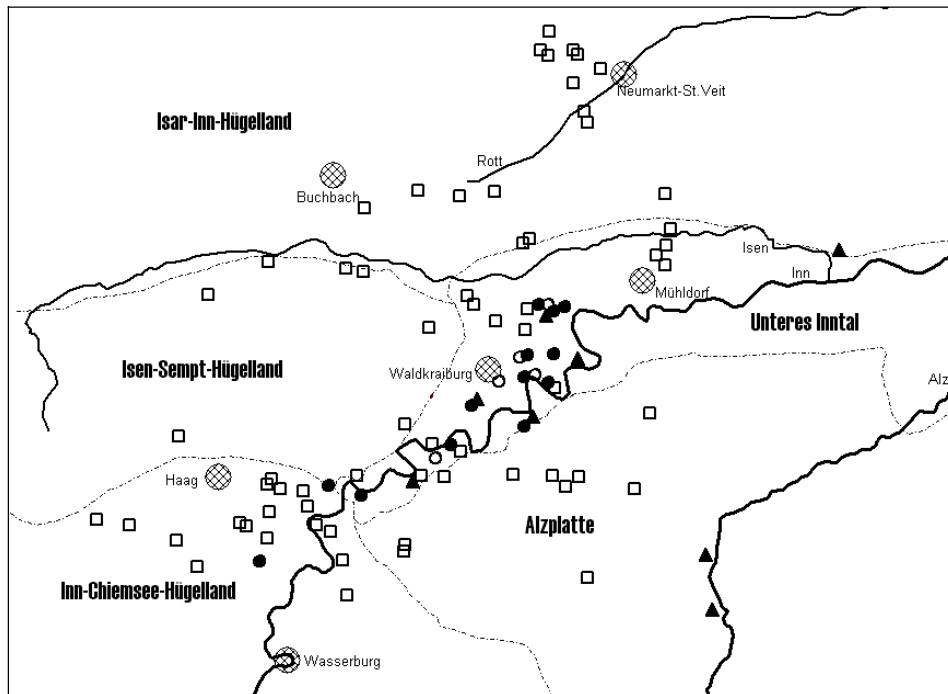 Neumarkt-St.Veit
Isar-Inn-Hügelland
Rott
Buchbach
Isen
Inn
Mühldorf
Unteres Inntal
Isen-Sempt-Hügelland
Waldkraiburg
Alz
Haag
Alzplatte
Inn-Chiemsee-Hügelland
Wasserburg